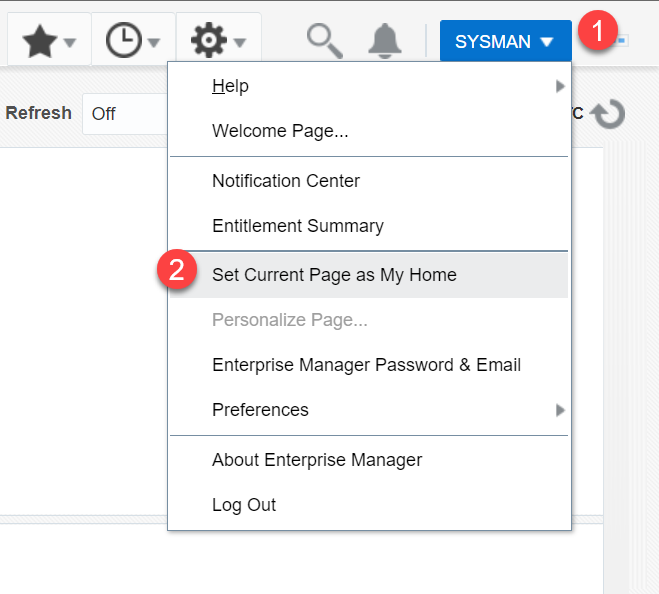 SYSMAN
1
Refresh
Off
TC
Help
Welcome Page...
Notification Center
Entitlement Summary
2
Set Current Page as My Home
Personalize Page...
Enterprise Manager Password & Email
Preferences
About Enterprise Manager
Log Out